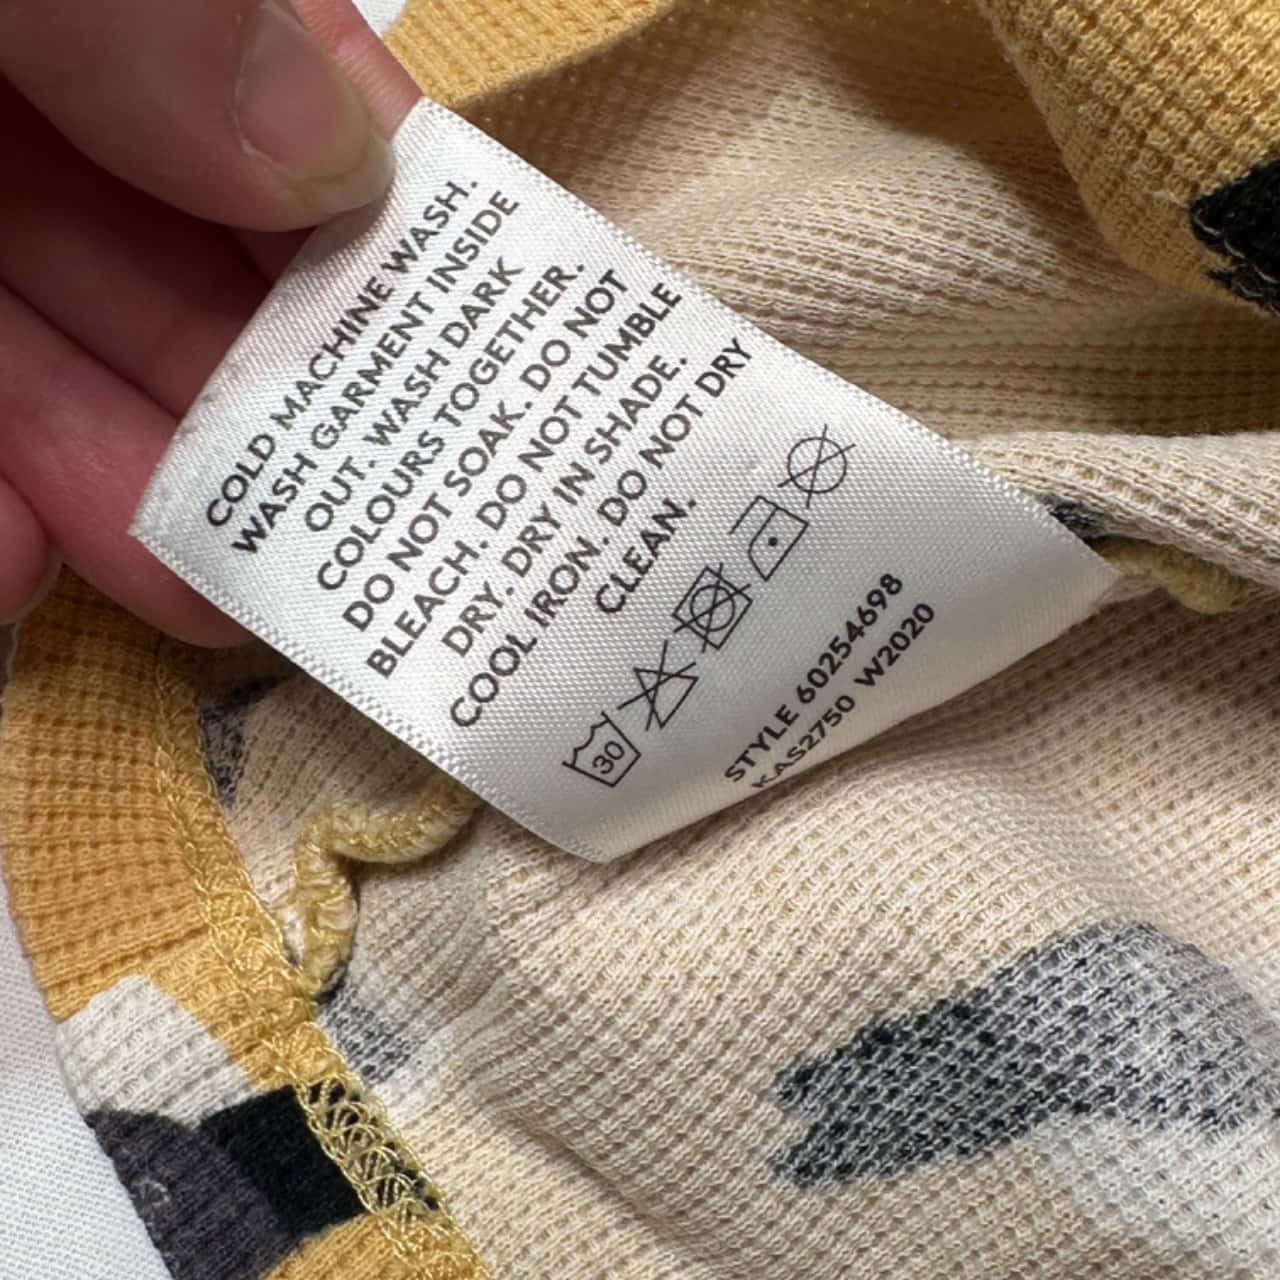 COLD MACHINE WASH.
WASH GARMENT INSIDE
OUT. WASH DARK
COLOURS TOGETHER.
DO NOT SOAK. DO NOT
BLEACH. DO NOT TUMBLE
DRY. DRY IN SHADE.
COOL IRON. DO NOT DRY
CLEAN.
30
STYLE 60254698
KAS2750 W2020